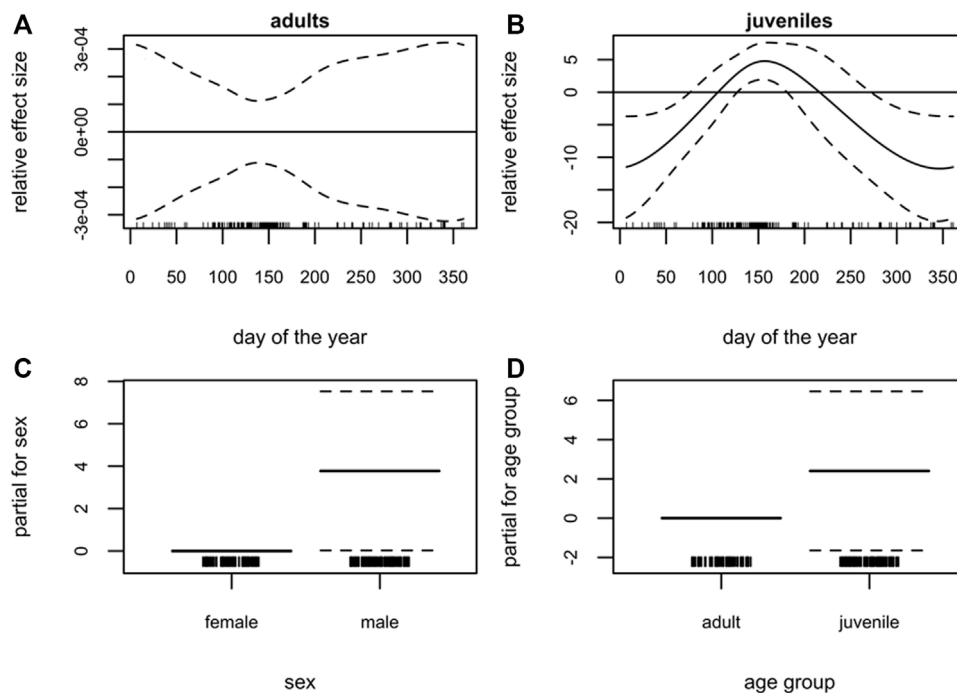 A
adults
relative effect size
3e-04
0e+00
-3e-04
0 50 100 150 200 250 300 350
day of the year
B
juveniles
relative effect size
5
0
-10
-20
0 50 100 150 200 250 300 350
day of the year
C
partial for sex
8
6
4
2
0
female male
sex
D
partial for age group
6
4
2
0
-2
adult juvenile
age group